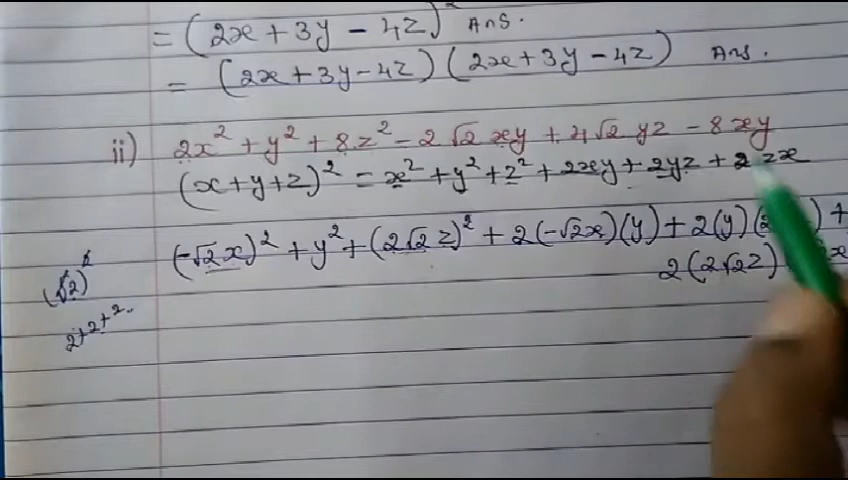 = (2x + 3y - 4z)² Ans.
= (2x + 3y - 4z) (2x + 3y - 4z) Ans.
ii) 2x² + y² + 8z² - 2√2 xy + 4√2 yz - 8xy
(x + y + z)² = x² + y² + z² + 2xy + 2yz + 2zx
(-√2x)² + y² + (2√2 z)² + 2(-√2x)(y) + 2(y)(2 ) +
2(2√2z) x
(√2)²
2+2+2